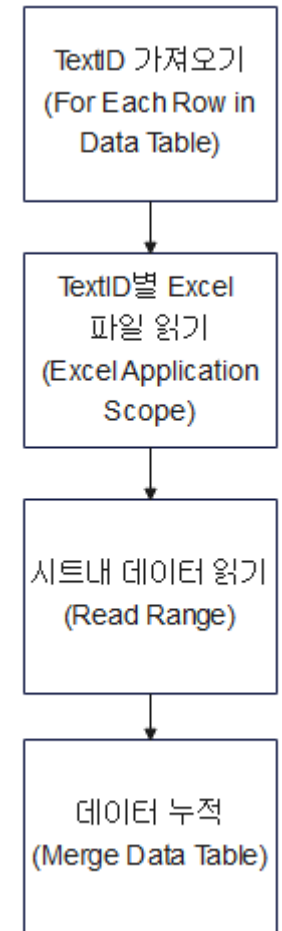 TextID 가져오기
(For Each Row in
Data Table)
TextID별 Excel
파일 읽기
(Excel Application
Scope)
시트내 데이터 읽기
(Read Range)
데이터 누적
(Merge Data Table)